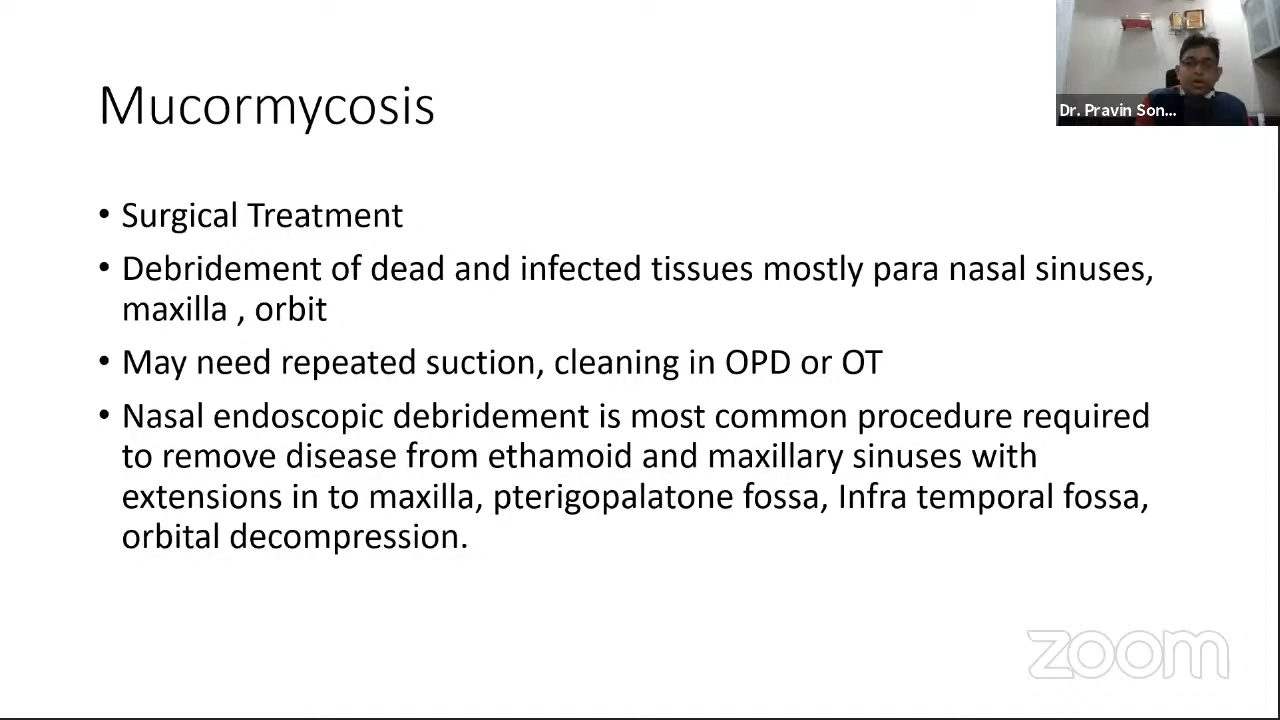 Mucormycosis
Dr. Pravin Son...
• Surgical Treatment
• Debridement of dead and infected tissues mostly para nasal sinuses,
maxilla , orbit
• May need repeated suction, cleaning in OPD or OT
• Nasal endoscopic debridement is most common procedure required
to remove disease from ethamoid and maxillary sinuses with
extensions in to maxilla, pterigopalatone fossa, Infra temporal fossa,
orbital decompression.
zoom